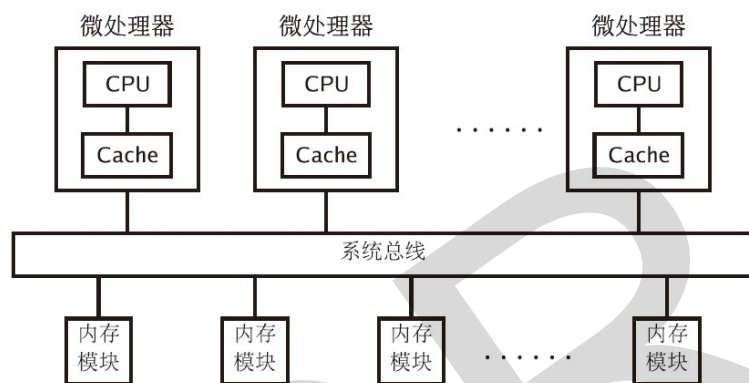 微处理器 微处理器 微处理器
CPU CPU CPU
······
Cache Cache Cache
系统总线
内存 内存 内存 内存
模块 模块 模块 ······ 模块